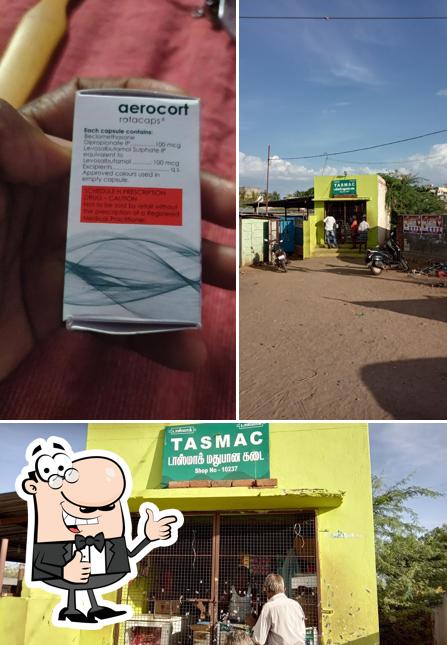 aerocort
rotacaps®
Each capsule contains:
Beclomethasone
Dipropionate IP..............100 mcg
Levosalbutamol Sulphate IP
equivalent to
Levosalbutamol ............100 mcg
Excipients.......................q.s.
Approved colours used in
empty capsule.
SCHEDULE H PRESCRIPTION
DRUG - CAUTION
Not to be sold by retail without
the prescription of a Registered
Medical Practitioner.
TASMAC
TASMAC
டாஸ்மாக் மதுபான கடை
Shop No - 10237